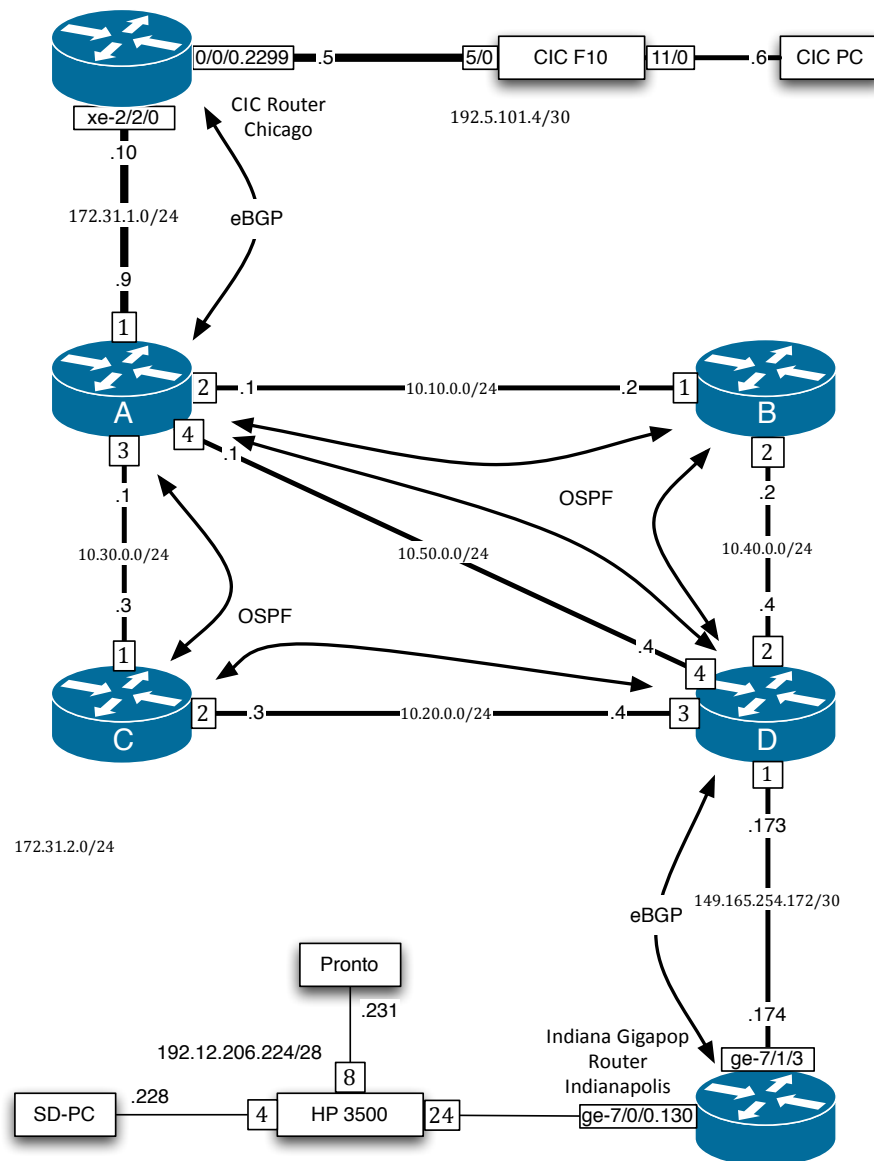 0/0/0.2299
.5
5/0
CIC F10
11/0
.6
CIC PC
CIC Router
Chicago
192.5.101.4/30
xe-2/2/0
.10
172.31.1.0/24
eBGP
.9
1
A
2
.1
10.10.0.0/24
.2
1
B
3
4
.1
2
.1
.2
OSPF
10.30.0.0/24
10.50.0.0/24
10.40.0.0/24
.3
OSPF
.4
1
.4
2
4
C
2
.3
10.20.0.0/24
.4
3
D
1
.173
172.31.2.0/24
149.165.254.172/30
eBGP
Pronto
.231
.174
192.12.206.224/28
Indiana Gigapop
Router
Indianapolis
ge-7/1/3
8
SD-PC
.228
4
HP 3500
24
ge-7/0/0.130